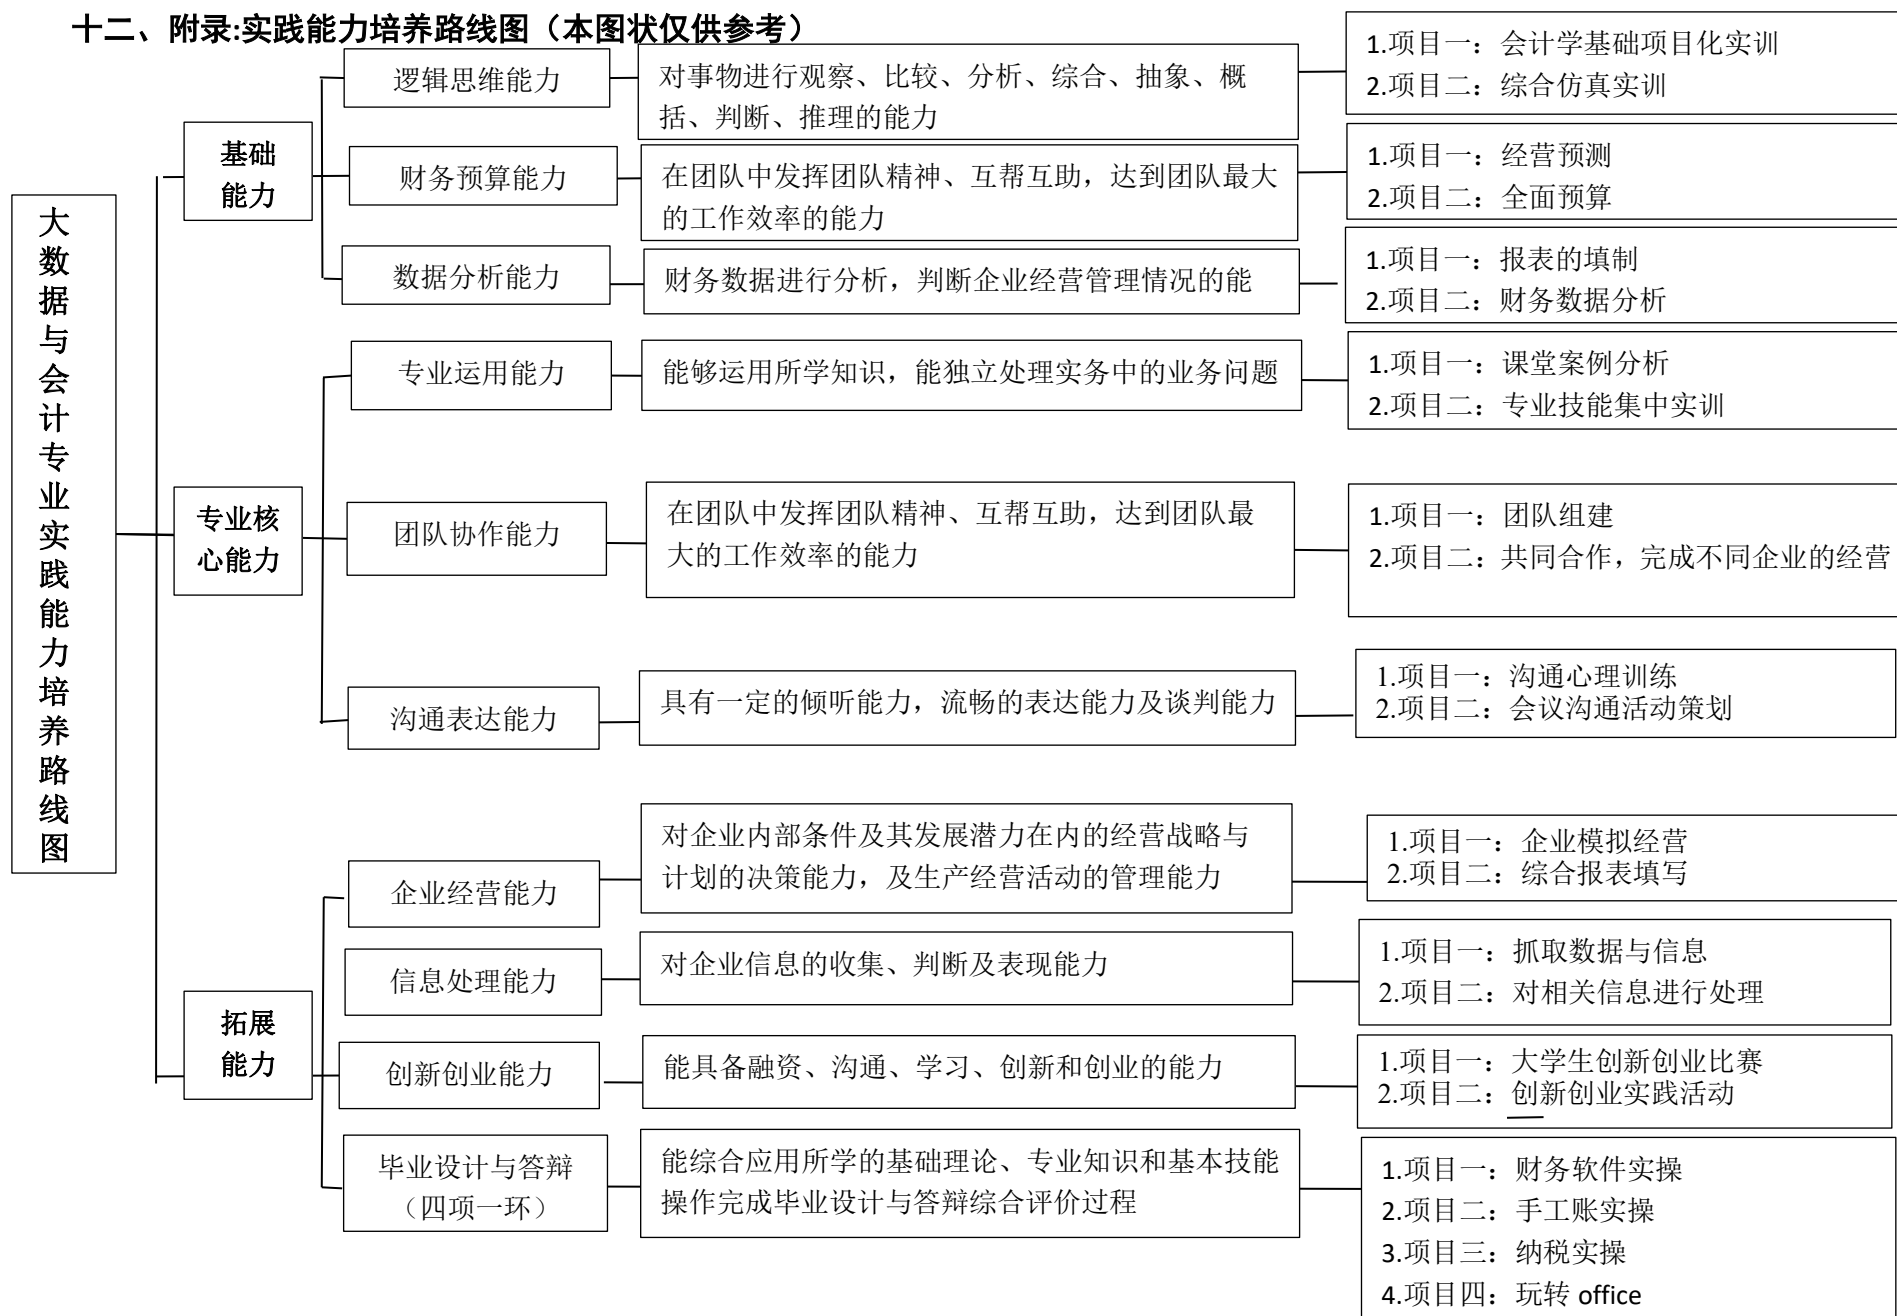 十二、附录:实践能力培养路线图（本图状仅供参考）
大数据与会计专业实践能力培养路线图
基础
能力
逻辑思维能力
对事物进行观察、比较、分析、综合、抽象、概
括、判断、推理的能力
1.项目一：会计学基础项目化实训
2.项目二：综合仿真实训
财务预算能力
在团队中发挥团队精神、互帮互助，达到团队最大
的工作效率的能力
1.项目一：经营预测
2.项目二：全面预算
数据分析能力
财务数据进行分析，判断企业经营管理情况的能
1.项目一：报表的填制
2.项目二：财务数据分析
专业核
心能力
专业运用能力
能够运用所学知识，能独立处理实务中的业务问题
1.项目一：课堂案例分析
2.项目二：专业技能集中实训
团队协作能力
在团队中发挥团队精神、互帮互助，达到团队最
大的工作效率的能力
1.项目一：团队组建
2.项目二：共同合作，完成不同企业的经营
沟通表达能力
具有一定的倾听能力，流畅的表达能力及谈判能力
1.项目一：沟通心理训练
2.项目二：会议沟通活动策划
拓展
能力
企业经营能力
对企业内部条件及其发展潜力在内的经营战略与
计划的决策能力，及生产经营活动的管理能力
1.项目一：企业模拟经营
2.项目二：综合报表填写
信息处理能力
对企业信息的收集、判断及表现能力
1.项目一：抓取数据与信息
2.项目二：对相关信息进行处理
创新创业能力
能具备融资、沟通、学习、创新和创业的能力
1.项目一：大学生创新创业比赛
2.项目二：创新创业实践活动
毕业设计与答辩
（四项一环）
能综合应用所学的基础理论、专业知识和基本技能
操作完成毕业设计与答辩综合评价过程
1.项目一：财务软件实操
2.项目二：手工账实操
3.项目三：纳税实操
4.项目四：玩转 office